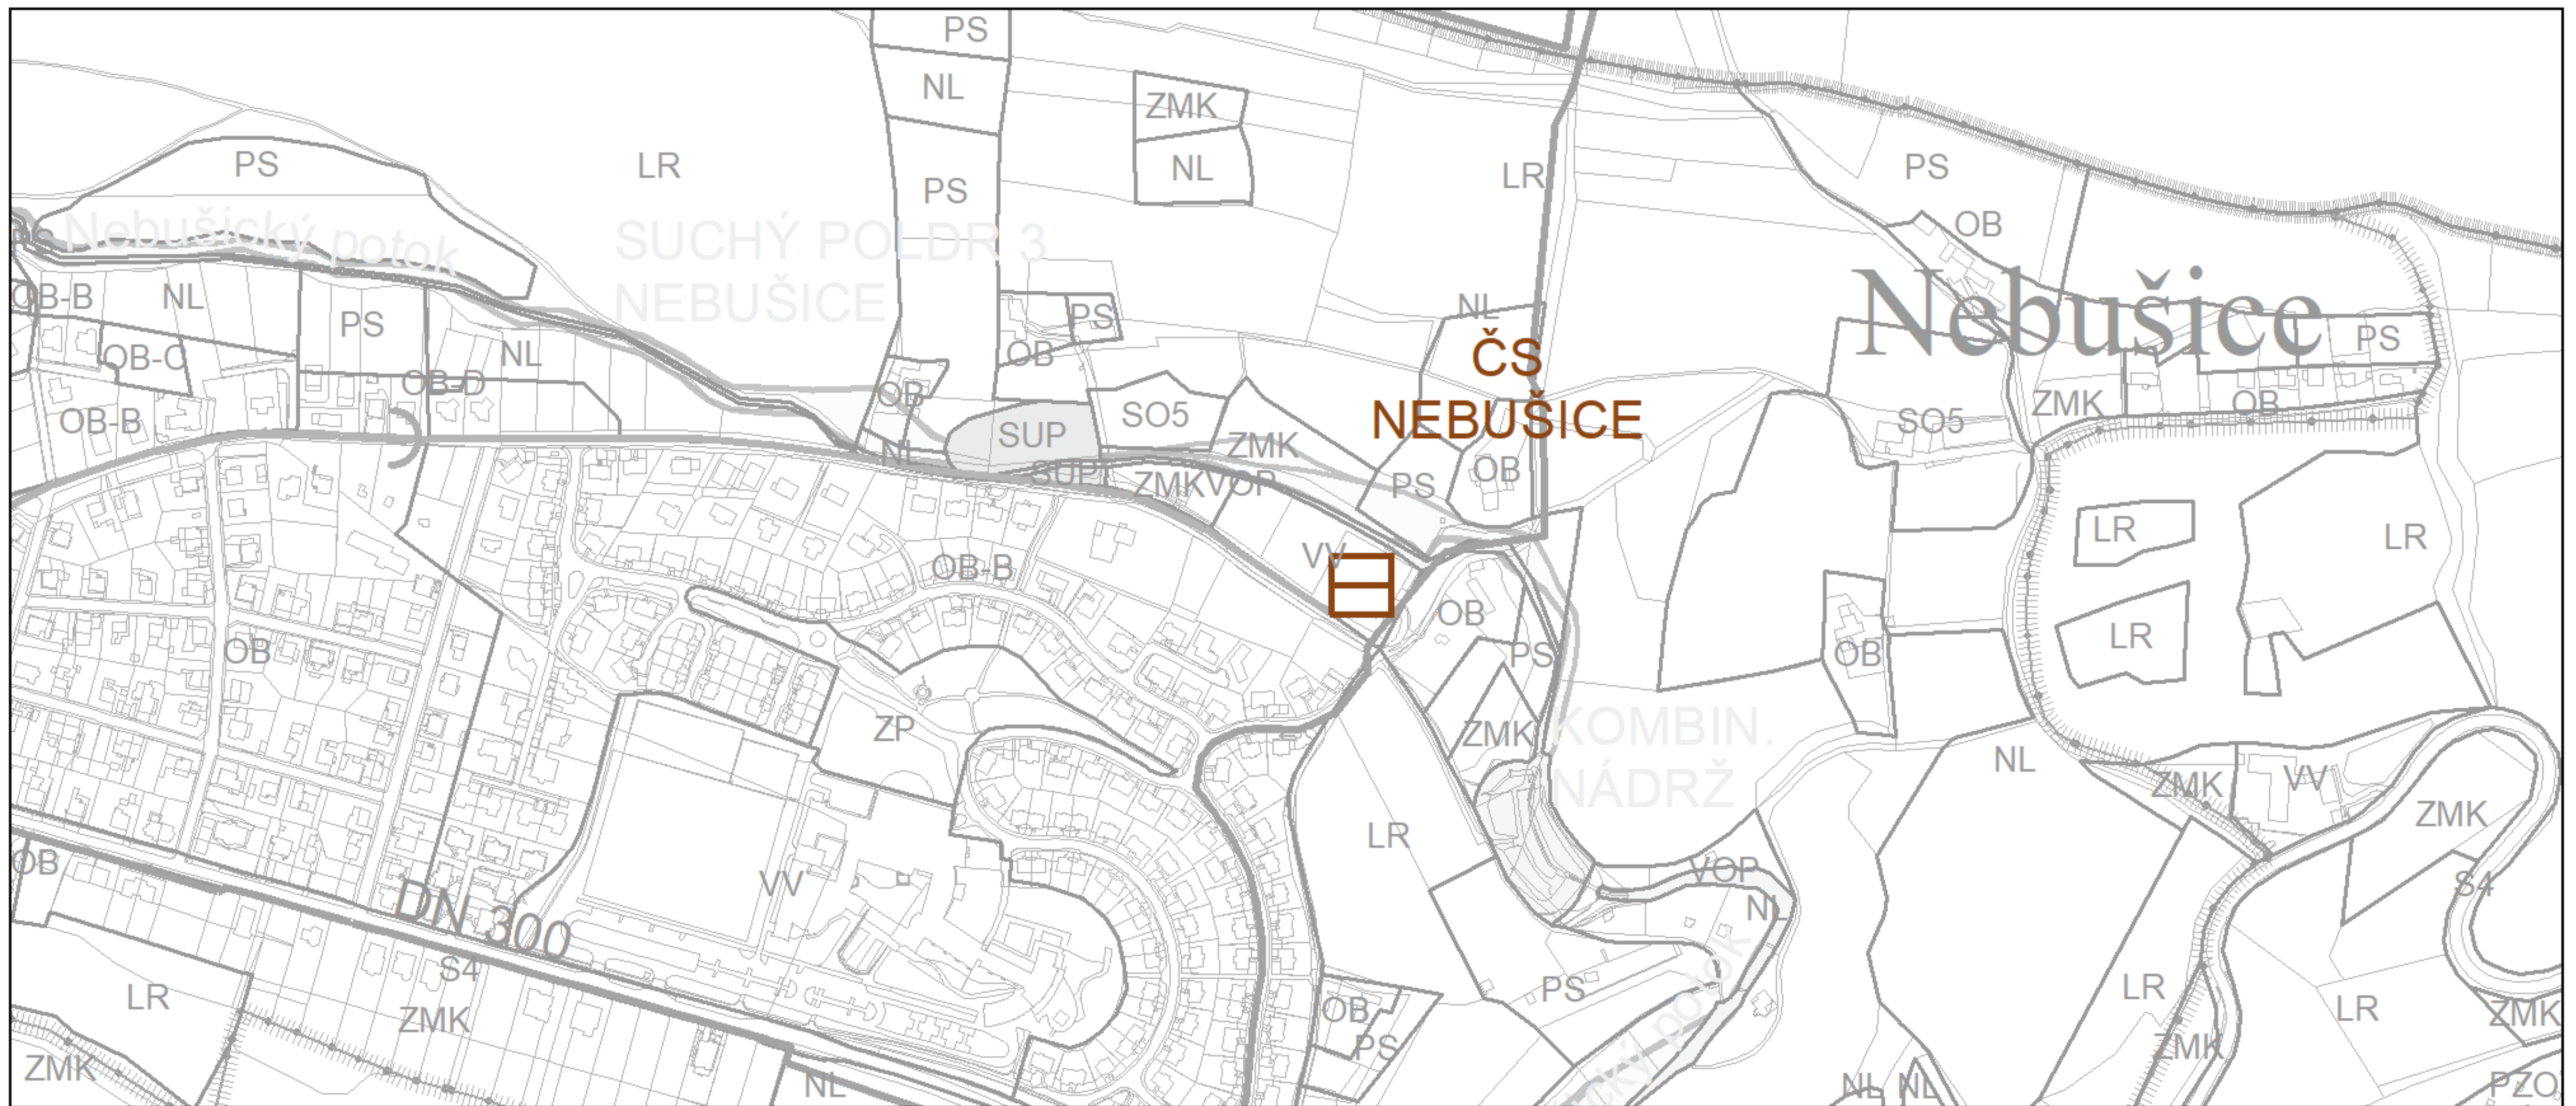 PS
NL
ZMK
PS
LR
PS
NL
LR
PS
OB
Nebušický potok
SUCHÝ POLDR 3
NEBUŠICE
OB-B
NL
PS
NL
OB-C
OB-D
OB-B
PS
OB
OB
NL
ČS
NEBUŠICE
Nebušice
PS
SO5
SUP
SUP
ZMK
ZMK
VOP
PS
OB
SO5
ZMK
OB
NL
VV
LR
LR
LR
OB-B
OB
OB
PS
OB
ZP
ZMK
KOMBIN.
NÁDRŽ
NL
ZMK
VV
ZMK
LR
VV
OB
VOP
NL
S4
DN 300
S4
LR
ZMK
ZMK
OB
PS
PS
potok
LR
LR
ZMK
ZMK
NL
NL
NL
PZO